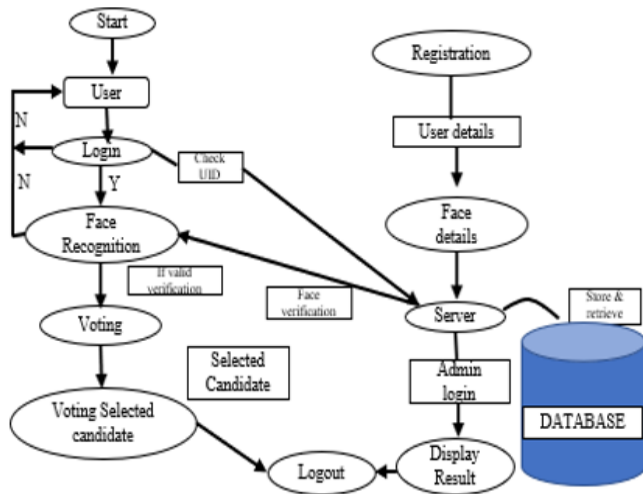 Start
User
N
Login
Check
UID
N
Y
Face
Recognition
If valid
verification
Voting
Voting Selected
candidate
Selected
Candidate
Logout
Registration
User details
Face
details
Face
verification
Server
Store &
retrieve
Admin
login
DATABASE
Display
Result